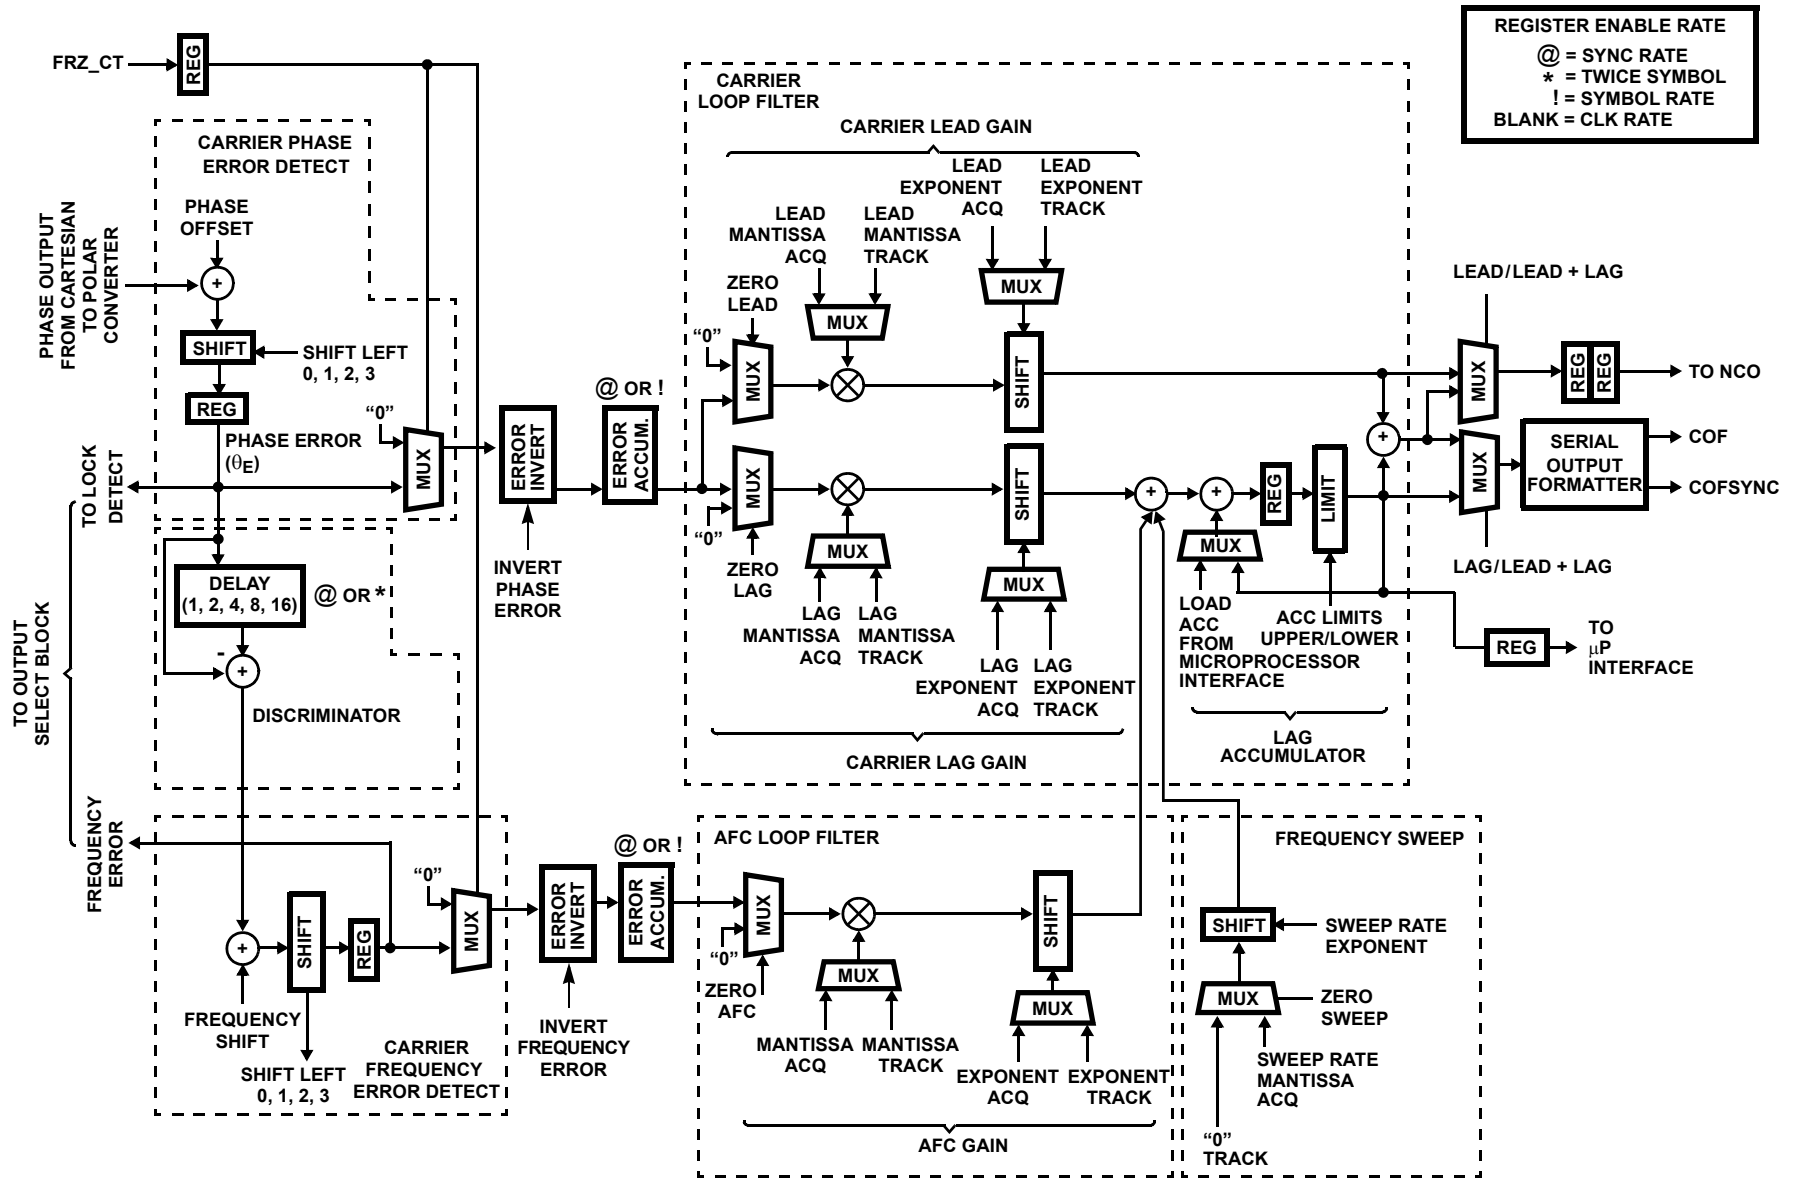 REGISTER ENABLE RATE
@ = SYNC RATE
* = TWICE SYMBOL
! = SYMBOL RATE
BLANK = CLK RATE
FRZ_CT
REG
CARRIER PHASE
ERROR DETECT
PHASE
OFFSET
+
PHASE OUTPUT
FROM CARTESIAN
TO POLAR
CONVERTER
SHIFT
SHIFT LEFT
0, 1, 2, 3
REG
PHASE ERROR
(θE)
“0”
MUX
TO LOCK
DETECT
DELAY
(1, 2, 4, 8, 16)
@ OR *
-
+
DISCRIMINATOR
TO OUTPUT
SELECT BLOCK
FREQUENCY
ERROR
“0”
MUX
+
SHIFT
REG
FREQUENCY
SHIFT
SHIFT LEFT
0, 1, 2, 3
CARRIER
FREQUENCY
ERROR DETECT
ERROR
INVERT
INVERT
PHASE
ERROR
@ OR !
ERROR
ACCUM.
ERROR
INVERT
INVERT
FREQUENCY
ERROR
@ OR !
ERROR
ACCUM.
CARRIER
LOOP FILTER
CARRIER LEAD GAIN
LEAD
EXPONENT
ACQ
LEAD
EXPONENT
TRACK
LEAD
MANTISSA
ACQ
LEAD
MANTISSA
TRACK
MUX
ZERO
LEAD
MUX
“0”
MUX
SHIFT
MUX
“0”
ZERO
LAG
MUX
LAG
MANTISSA
ACQ
LAG
MANTISSA
TRACK
SHIFT
MUX
LAG
EXPONENT
ACQ
LAG
EXPONENT
TRACK
CARRIER LAG GAIN
+
+
REG
LIMIT
MUX
LOAD
ACC
FROM
MICROPROCESSOR
INTERFACE
ACC LIMITS
UPPER/LOWER
LAG
ACCUMULATOR
+
LEAD/LEAD + LAG
MUX
REG
REG
TO NCO
MUX
SERIAL
OUTPUT
FORMATTER
COF
COFSYNC
LAG/LEAD + LAG
REG
TO
μP
INTERFACE
AFC LOOP FILTER
MUX
“0”
ZERO
AFC
MUX
MANTISSA
ACQ
MANTISSA
TRACK
SHIFT
MUX
EXPONENT
ACQ
EXPONENT
TRACK
AFC GAIN
FREQUENCY SWEEP
SHIFT
SWEEP RATE
EXPONENT
MUX
ZERO
SWEEP
SWEEP RATE
MANTISSA
ACQ
“0”
TRACK